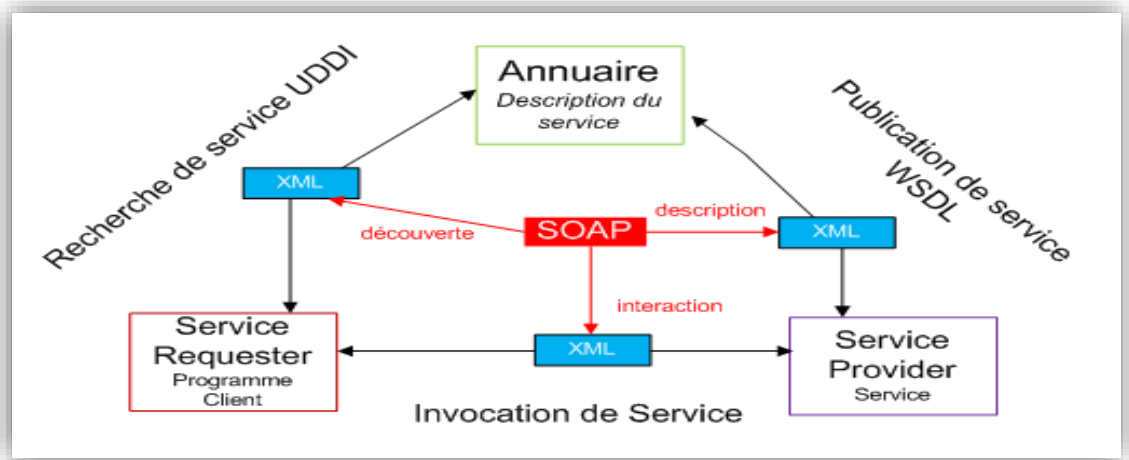 Annuaire
Description du
service
Recherche de service UDDI
Publication de service
WSDL
XML
découverte
SOAP
description
XML
interaction
Service
Requester
Programme
Client
XML
Service
Provider
Service
Invocation de Service